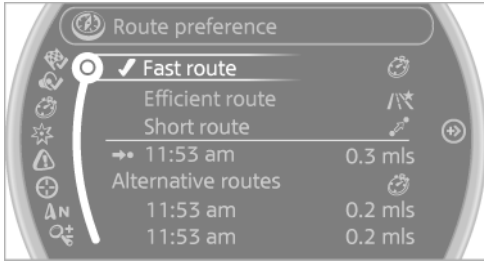 Route preference
Fast route
Efficient route
Short route
11:53 am 0.3 mls
Alternative routes
11:53 am 0.2 mls
11:53 am 0.2 mls
N